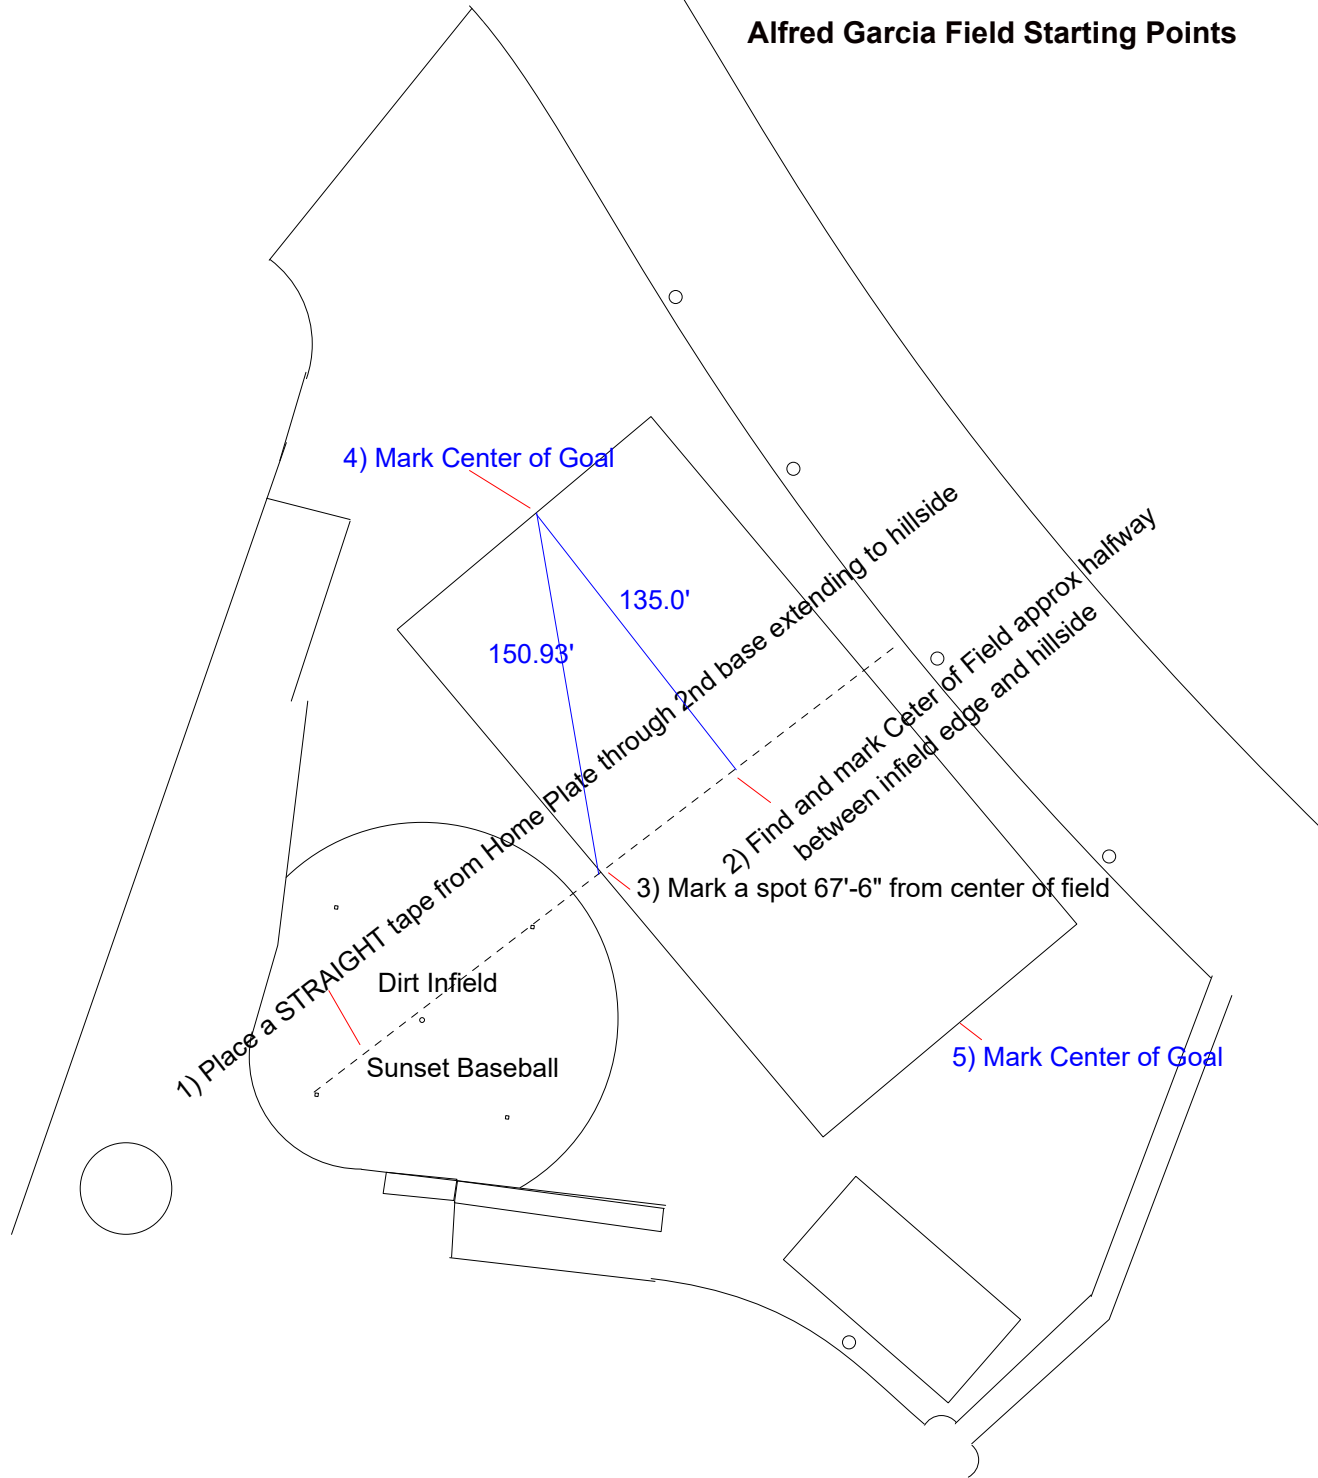 Alfred Garcia Field Starting Points
4) Mark Center of Goal
135.0'
150.93'
1) Place a STRAIGHT tape from Home Plate through 2nd base extending to hillside
2) Find and mark Ceter of Field approx halfway
between infield edge and hillside
3) Mark a spot 67'-6" from center of field
Dirt Infield
Sunset Baseball
5) Mark Center of Goal